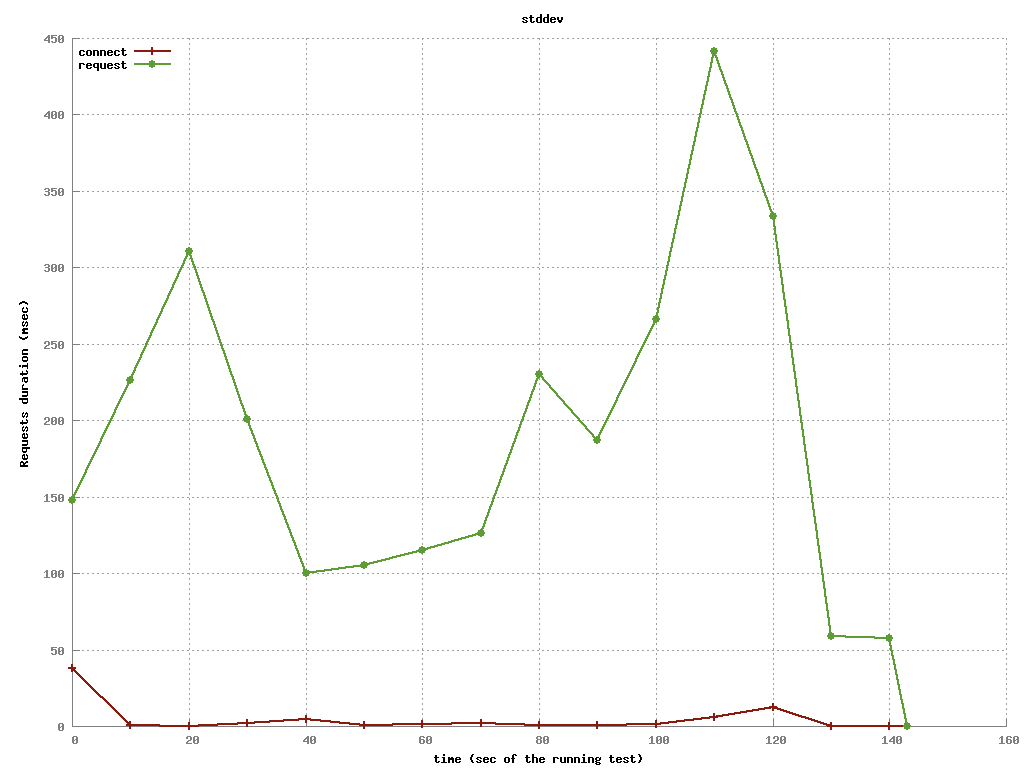 stddev
connect
request
450
400
350
300
250
200
150
100
50
0
Requests duration (msec)
0 20 40 60 80 100 120 140 160
time (sec of the running test)